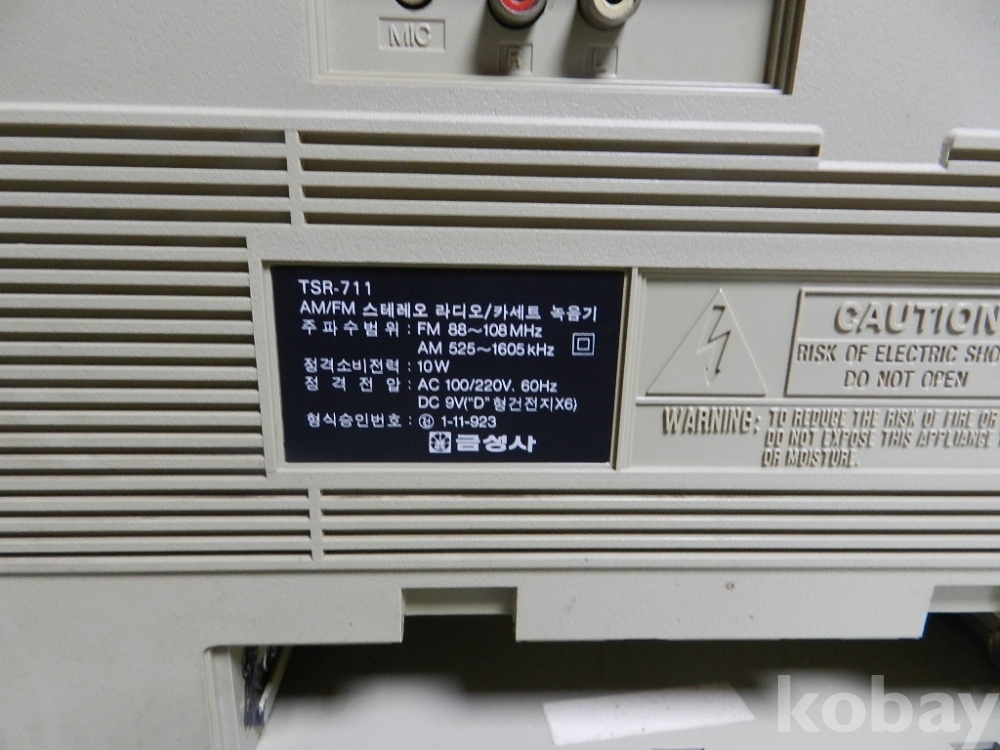 MIC
R
L
TSR-711
AM/FM 스테레오 라디오/카세트 녹음기
주파수범위 : FM 88~108MHz
AM 525~1605kHz
정격소비전력 : 10W
정격전압 : AC 100/220V. 60Hz
DC 9V("D"형건전지X6)
형식승인번호 : 전 1-11-923
금성사
CAUTION
RISK OF ELECTRIC SHO
DO NOT OPEN
WARNING: TO REDUCE THE RISK OF FIRE OR
DO NOT EXPOSE THIS APPLIANCE
OR MOISTURE.
kobay